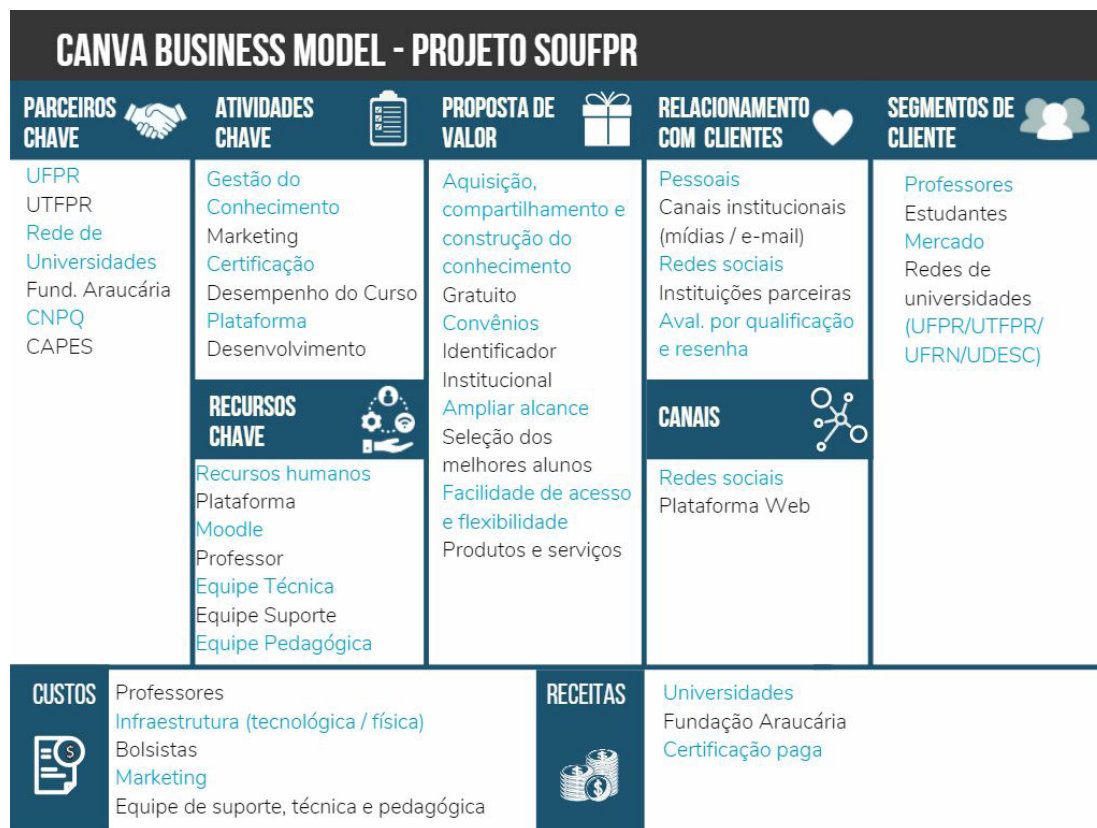 CANVA BUSINESS MODEL - PROJETO SOUFPR
PARCEIROS
CHAVE
UFPR
UTFPR
Rede de
Universidades
Fund. Araucária
CNPQ
CAPES
ATIVIDADES
CHAVE
Gestão do
Conhecimento
Marketing
Certificação
Desempenho do Curso
Plataforma
Desenvolvimento
RECURSOS
CHAVE
Recursos humanos
Plataforma
Moodle
Professor
Equipe Técnica
Equipe Suporte
Equipe Pedagógica
PROPOSTA DE
VALOR
Aquisição,
compartilhamento e
construção do
conhecimento
Gratuito
Convênios
Identificador
Institucional
Ampliar alcance
Seleção dos
melhores alunos
Facilidade de acesso
e flexibilidade
Produtos e serviços
RELACIONAMENTO
COM CLIENTES
Pessoais
Canais institucionais
(mídias / e-mail)
Redes sociais
Instituições parceiras
Aval. por qualificação
e resenha
CANAIS
Redes sociais
Plataforma Web
SEGMENTOS DE
CLIENTE
Professores
Estudantes
Mercado
Redes de
universidades
(UFPR/UTFPR/
UFRN/UDESC)
CUSTOS
Professores
Infraestrutura (tecnológica / física)
Bolsistas
Marketing
Equipe de suporte, técnica e pedagógica
RECEITAS
Universidades
Fundação Araucária
Certificação paga